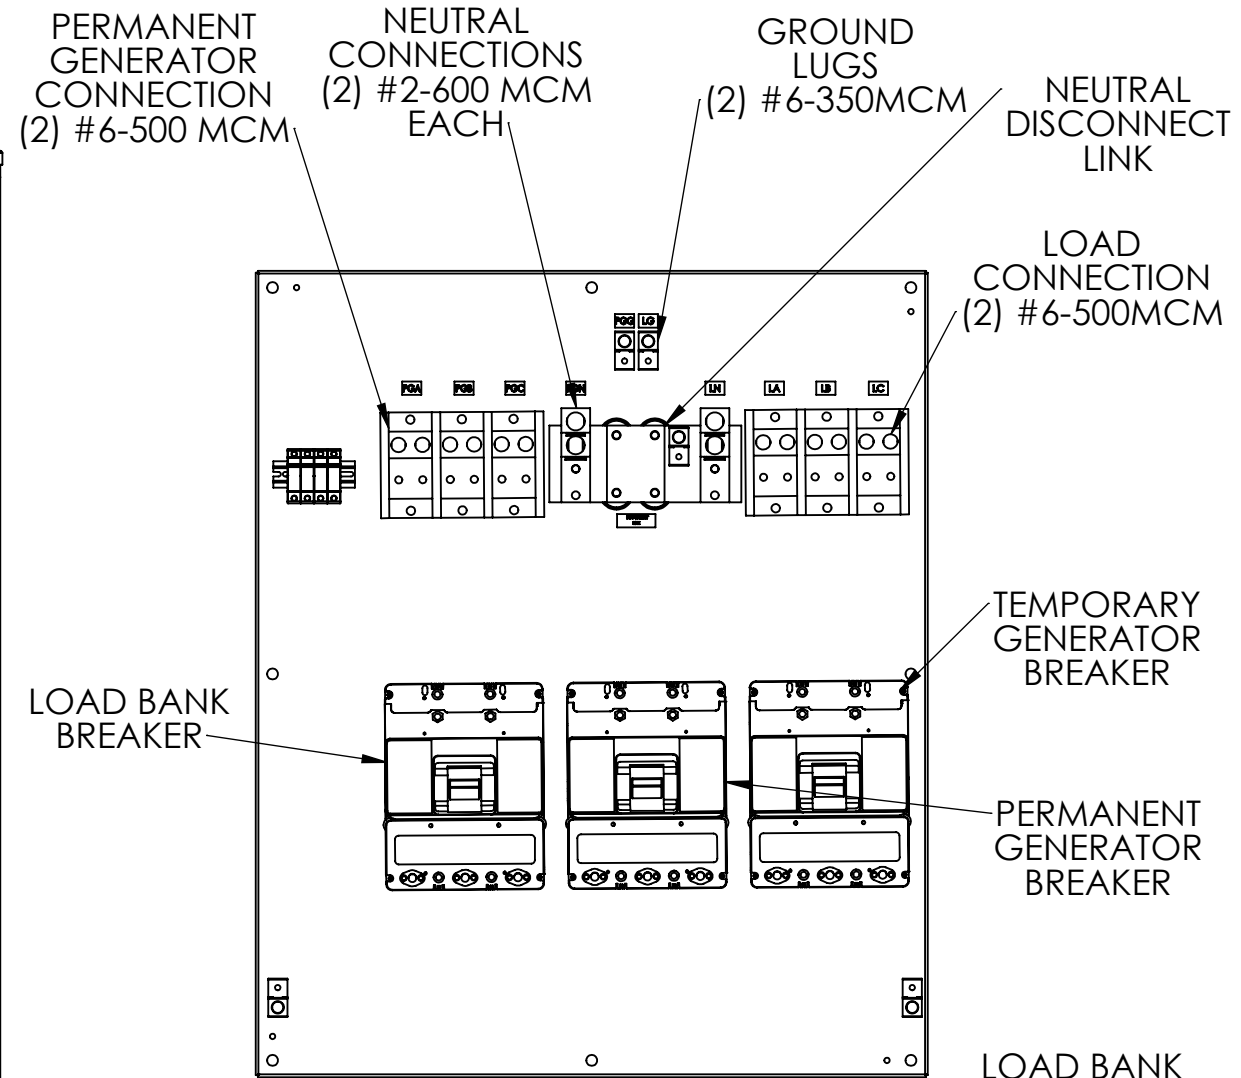 PERMANENT
GENERATOR
CONNECTION
(2) #6-500 MCM
NEUTRAL
CONNECTIONS
(2) #2-600 MCM
EACH
GROUND
LUGS
(2) #6-350MCM
NEUTRAL
DISCONNECT
LINK
LOAD
CONNECTION
(2) #6-500MCM
PGG LG
PGA PGB PGC LN LA LB LC
TEMPORARY
GENERATOR
BREAKER
LOAD BANK
BREAKER
PERMANENT
GENERATOR
BREAKER
LOAD BANK